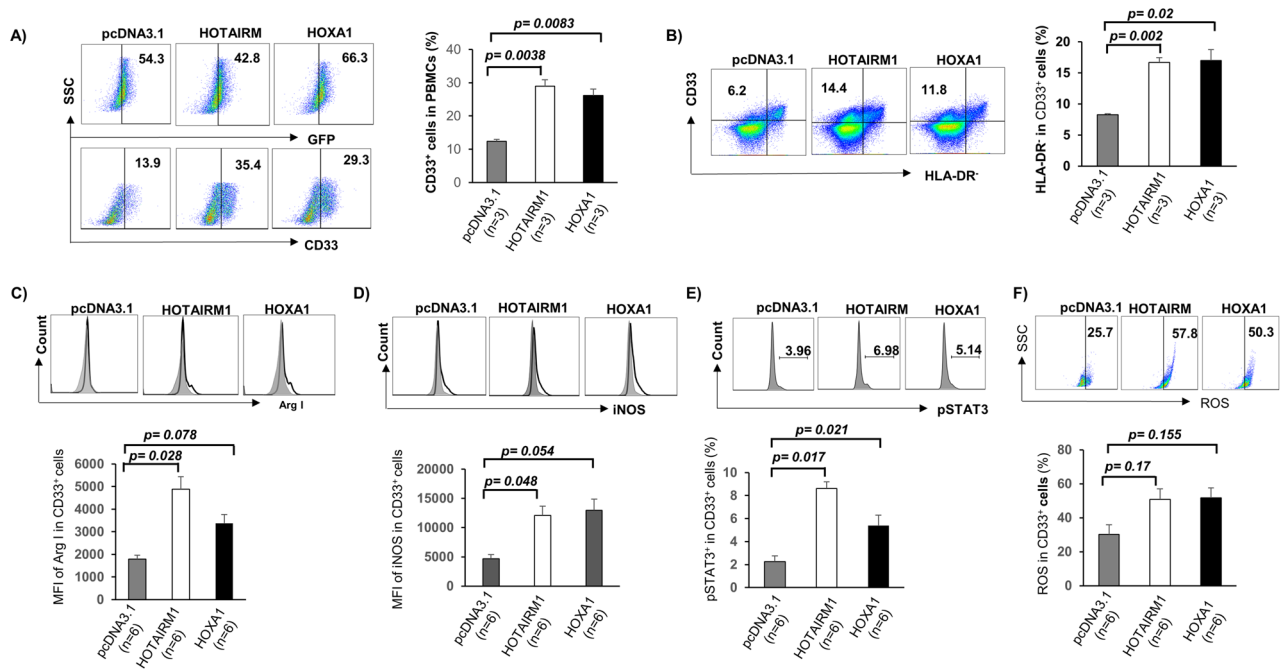 A)
pcDNA3.1
HOTAIRM
HOXA1
54.3
42.8
66.3
SSC
GFP
13.9
35.4
29.3
CD33
p= 0.0083
p= 0.0038
CD33+ cells in PBMCs (%)
40
30
20
10
0
pcDNA3.1
(n=3)
HOTAIRM1
(n=3)
HOXA1
(n=3)
B)
pcDNA3.1
HOTAIRM1
HOXA1
CD33
6.2
14.4
11.8
HLA-DR-
p= 0.02
p= 0.002
HLA-DR- in CD33+ cells (%)
20
15
10
5
0
pcDNA3.1
(n=3)
HOTAIRM1
(n=3)
HOXA1
(n=3)
C)
pcDNA3.1
HOTAIRM1
HOXA1
Count
Arg I
p= 0.078
p= 0.028
MFI of Arg I in CD33+ cells
6000
5000
4000
3000
2000
1000
0
pcDNA3.1
(n=6)
HOTAIRM1
(n=6)
HOXA1
(n=6)
D)
pcDNA3.1
HOTAIRM1
HOXA1
Count
iNOS
p= 0.054
p= 0.048
MFI of iNOS in CD33+ cells
20000
15000
10000
5000
0
pcDNA3.1
(n=6)
HOTAIRM1
(n=6)
HOXA1
(n=6)
E)
pcDNA3.1
HOTAIRM1
HOXA1
Count
3.96
6.98
5.14
pSTAT3
p= 0.021
p= 0.017
pSTAT3+ in CD33+ cells (%)
10
8
6
4
2
0
pcDNA3.1
(n=6)
HOTAIRM1
(n=6)
HOXA1
(n=6)
F)
pcDNA3.1
HOTAIRM
HOXA1
SSC
25.7
57.8
50.3
ROS
p= 0.155
p= 0.17
ROS in CD33+ cells (%)
80
60
40
20
0
pcDNA3.1
(n=6)
HOTAIRM1
(n=6)
HOXA1
(n=6)